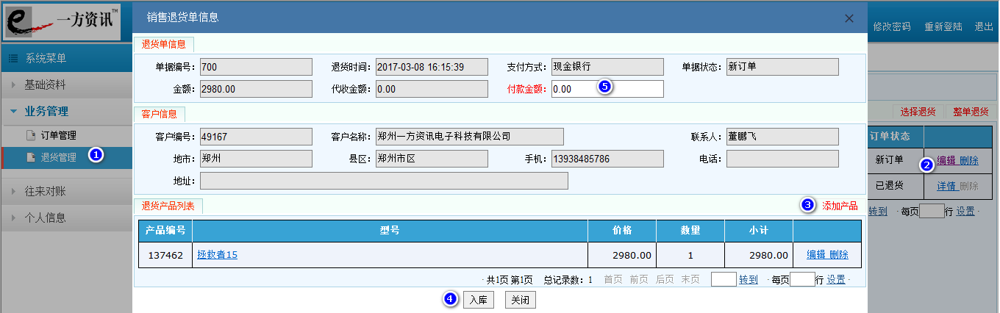 一方资讯™
修改密码 重新登陆 退出
系统菜单
基础资料
业务管理
订单管理
退货管理 1
往来对账
个人信息
销售退货单信息 ×
退货单信息
单据编号: 700 退货时间: 2017-03-08 16:15:39 支付方式: 现金银行 单据状态: 新订单
金额: 2980.00 代收金额: 0.00 付款金额: 0.00 5
客户信息
客户编号: 49167 客户名称: 郑州一方资讯电子科技有限公司 联系人: 董鹏飞
地市: 郑州 县区: 郑州市区 手机: 13938485786 电话:
地址:
退货产品列表 3 添加产品
产品编号 型号 价格 数量 小计
137462 拯救者15 2980.00 1 2980.00 编辑 删除
· 共1页 第1页 总记录数: 1 首页 前页 后页 末页 转到 · 每页 行 设置 ·
4 入库 关闭
选择退货 整单退货
订单状态
新订单 2 编辑 删除
已退货 详情 删除
转到 · 每页 行 设置 ·